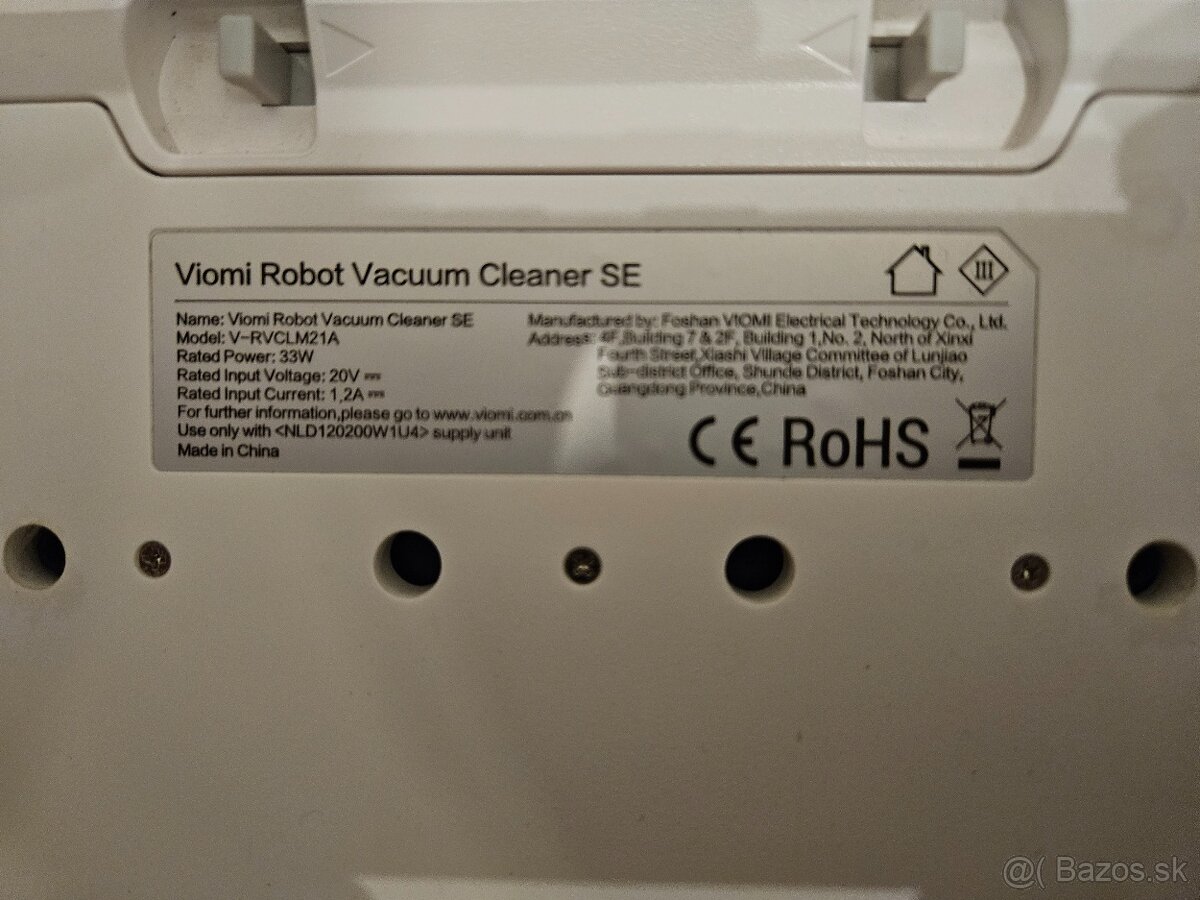 Viomi Robot Vacuum Cleaner SE
III
Name: Viomi Robot Vacuum Cleaner SE
Model: V-RVCLM21A
Rated Power: 33W
Rated Input Voltage: 20V
Rated Input Current: 1,2A
For further information,please go to www.viomi.com.cn
Use only with <NLD120200W1U4> supply unit
Made in China
Manufactured by: Foshan VIOMI Electrical Technology Co., Ltd.
Address: 4F,Building 7 & 2F, Building 1,No. 2, North of Xinxi
Fourth Street,Xiashi Village Committee of Lunjiao
Sub-district Office, Shunde District, Foshan City,
Guangdong Province,China
CE RoHS
@( Bazos.sk